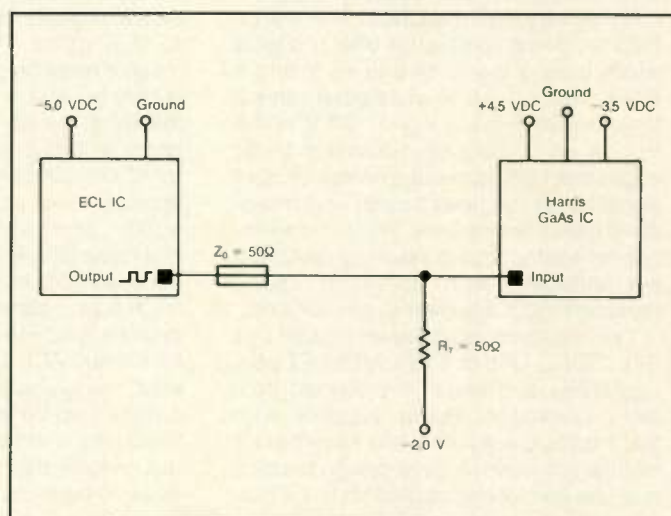 −5.0 VDC
Ground
ECL IC
Output
Z₀ = 50Ω
+4.5 VDC
Ground
−3.5 VDC
Harris
GaAs IC
Input
R_T = 50Ω
−2.0 V